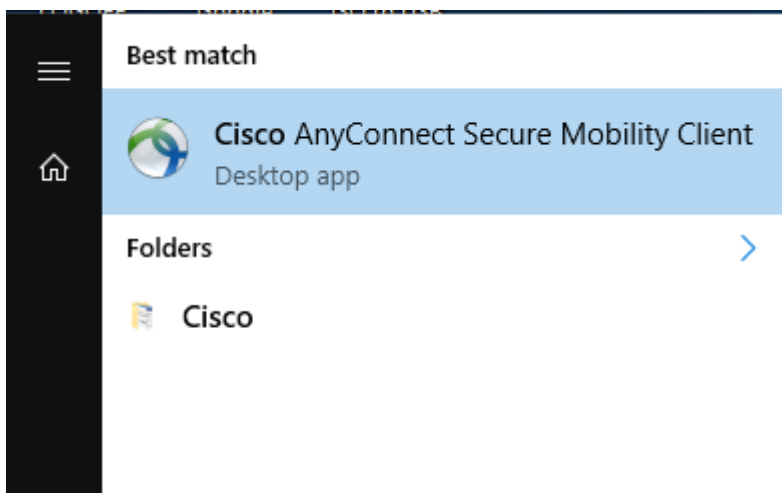 Best match
Cisco AnyConnect Secure Mobility Client
Desktop app
Folders
Cisco